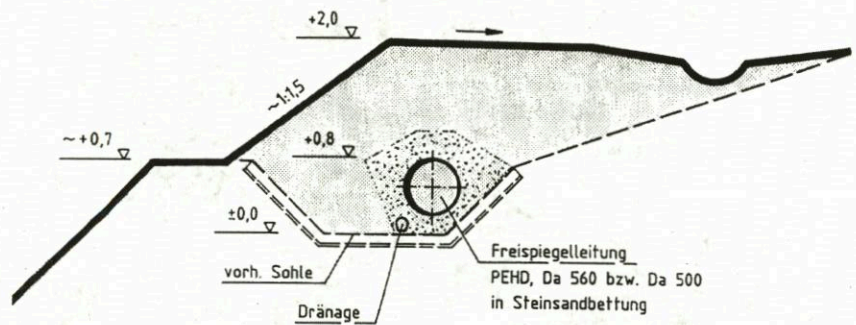 +2,0
~1:1,5
~+0,7
+0,8
±0,0
vorh. Sohle
Dränage
Freispiegelleitung
PEHD, Da 560 bzw. Da 500
in Steinsandbettung